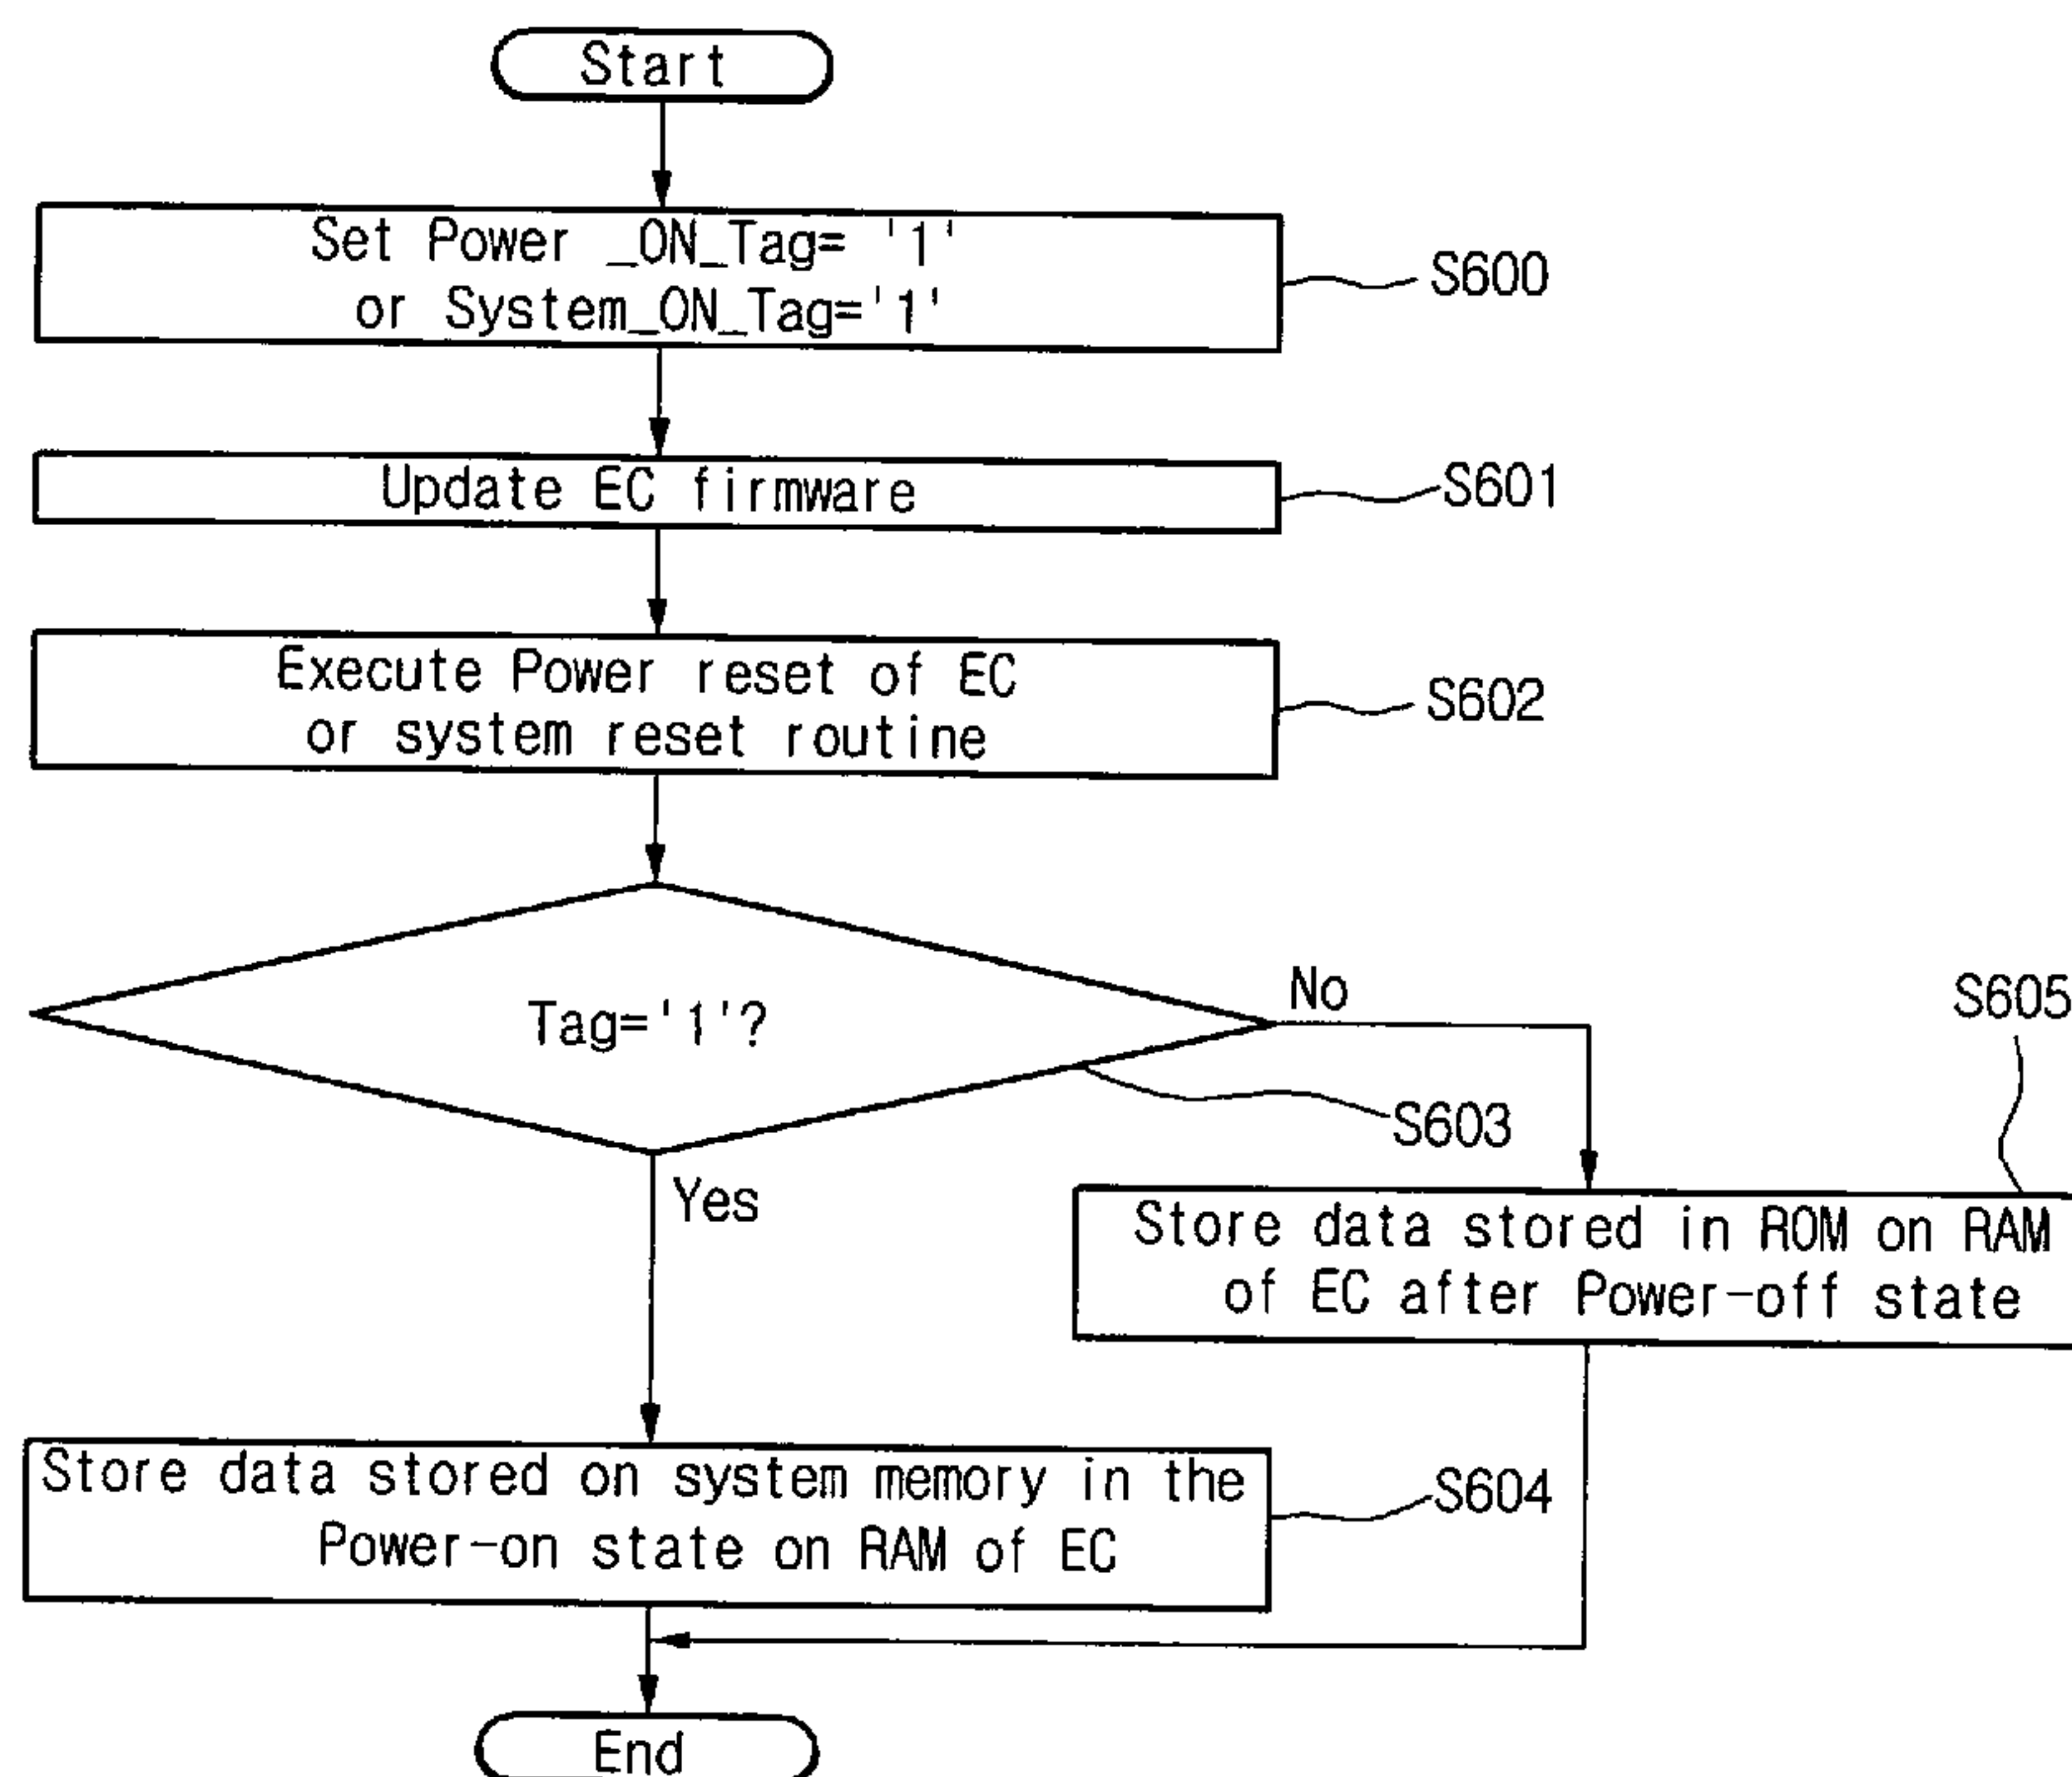 Start
Set Power _ON_Tag= '1'
or System_ON_Tag='1'
S600
Update EC firmware
S601
Execute Power reset of EC
or system reset routine
S602
Tag='1'?
No
S605
S603
Yes
Store data stored in ROM on RAM
of EC after Power-off state
Store data stored on system memory in the
Power-on state on RAM of EC
S604
End